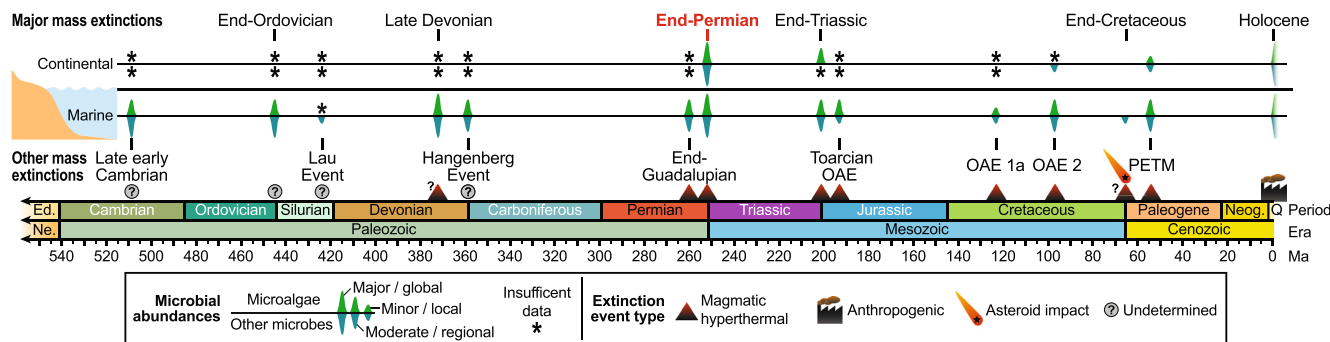 Major mass extinctions
End-Ordovician
Late Devonian
End-Permian
End-Triassic
End-Cretaceous
Holocene
Continental
* * * * * * * * *
* * * * * * * * *
Marine
*
Other mass
extinctions
Late early
Cambrian
Lau
Event
Hangenberg
Event
End-
Guadalupian
Toarcian
OAE
OAE 1a
OAE 2
PETM
? ? ? ? ? ?
Ed. Cambrian Ordovician Silurian Devonian Carboniferous Permian Triassic Jurassic Cretaceous Paleogene Neog. Q Period
Ne. Paleozoic Mesozoic Cenozoic Era
540 520 500 480 460 440 420 400 380 360 340 320 300 280 260 240 220 200 180 160 140 120 100 80 60 40 20 0 Ma
Microbial
abundances
Microalgae
Other microbes
Major / global
Minor / local
Moderate / regional
Insufficent
data
*
Extinction
event type
Magmatic
hyperthermal
Anthropogenic
Asteroid impact
? Undetermined